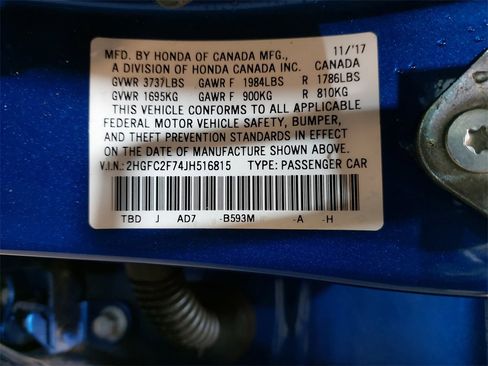 MFD. BY HONDA OF CANADA MFG., 11/'17
A DIVISION OF HONDA CANADA INC. CANADA
GVWR 3737LBS GAWR F 1984LBS R 1786LBS
GVWR 1695KG GAWR F 900KG R 810KG
THIS VEHICLE CONFORMS TO ALL APPLICABLE
FEDERAL MOTOR VEHICLE SAFETY, BUMPER,
AND THEFT PREVENTION STANDARDS IN EFFECT
ON THE DATE OF MANUFACTURE SHOWN ABOVE.
V.I.N.: 2HGFC2F74JH516815 TYPE: PASSENGER CAR
TBD J AD7 -B593M -A -H